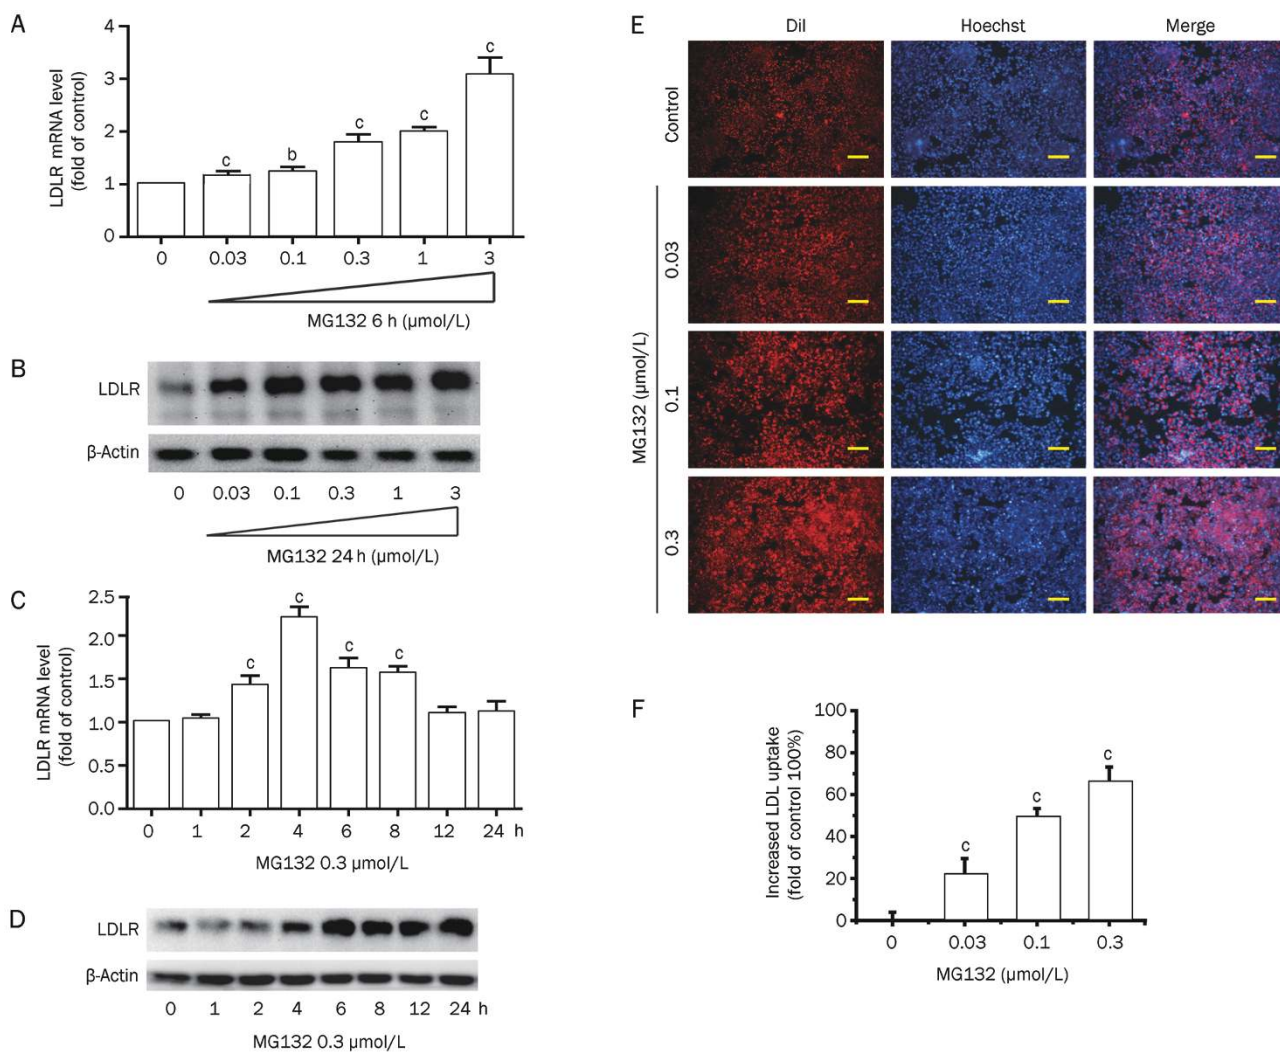 A
LDLR mRNA level
(fold of control)
4
3
2
1
0
c
b
c
c
c
0 0.03 0.1 0.3 1 3
MG132 6 h (μmol/L)
B
LDLR
β-Actin
0 0.03 0.1 0.3 1 3
MG132 24 h (μmol/L)
C
LDLR mRNA level
(fold of control)
2.5
2.0
1.5
1.0
0.5
0.0
c
c
c
c
0 1 2 4 6 8 12 24 h
MG132 0.3 μmol/L
D
LDLR
β-Actin
0 1 2 4 6 8 12 24 h
MG132 0.3 μmol/L
E
DiI Hoechst Merge
Control
MG132 (μmol/L)
0.03
0.1
0.3
F
Increased LDL uptake
(fold of control 100%)
100
80
60
40
20
0
c
c
c
0 0.03 0.1 0.3
MG132 (μmol/L)